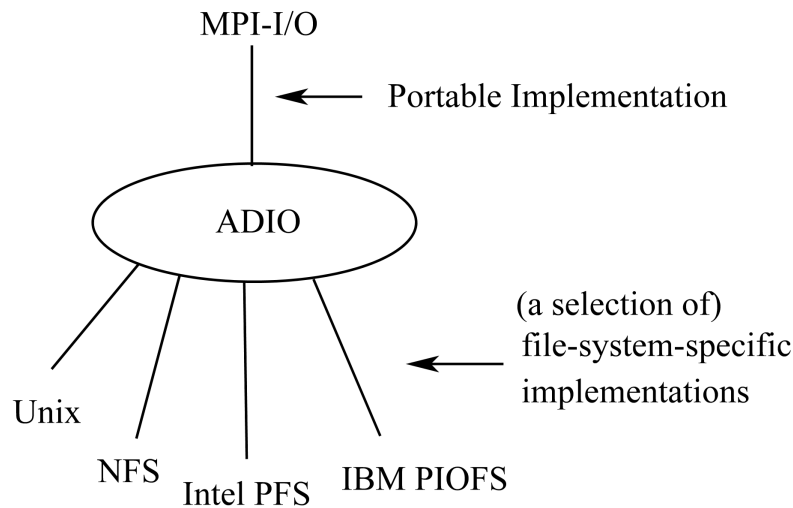 MPI-I/O
Portable Implementation
ADIO
(a selection of)
file-system-specific
implementations
Unix
NFS
Intel PFS
IBM PIOFS